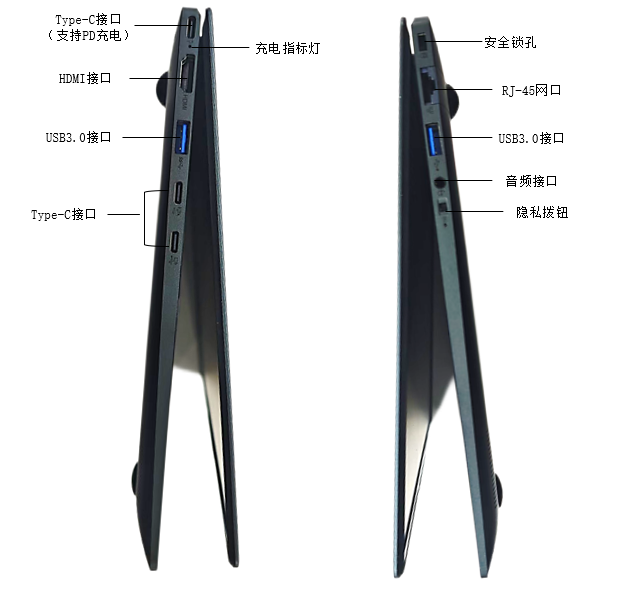 Type-C接口
（支持PD充电）
充电指示灯
HDMI接口
USB3.0接口
Type-C接口
安全锁孔
RJ-45网口
USB3.0接口
音频接口
隐私拨钮